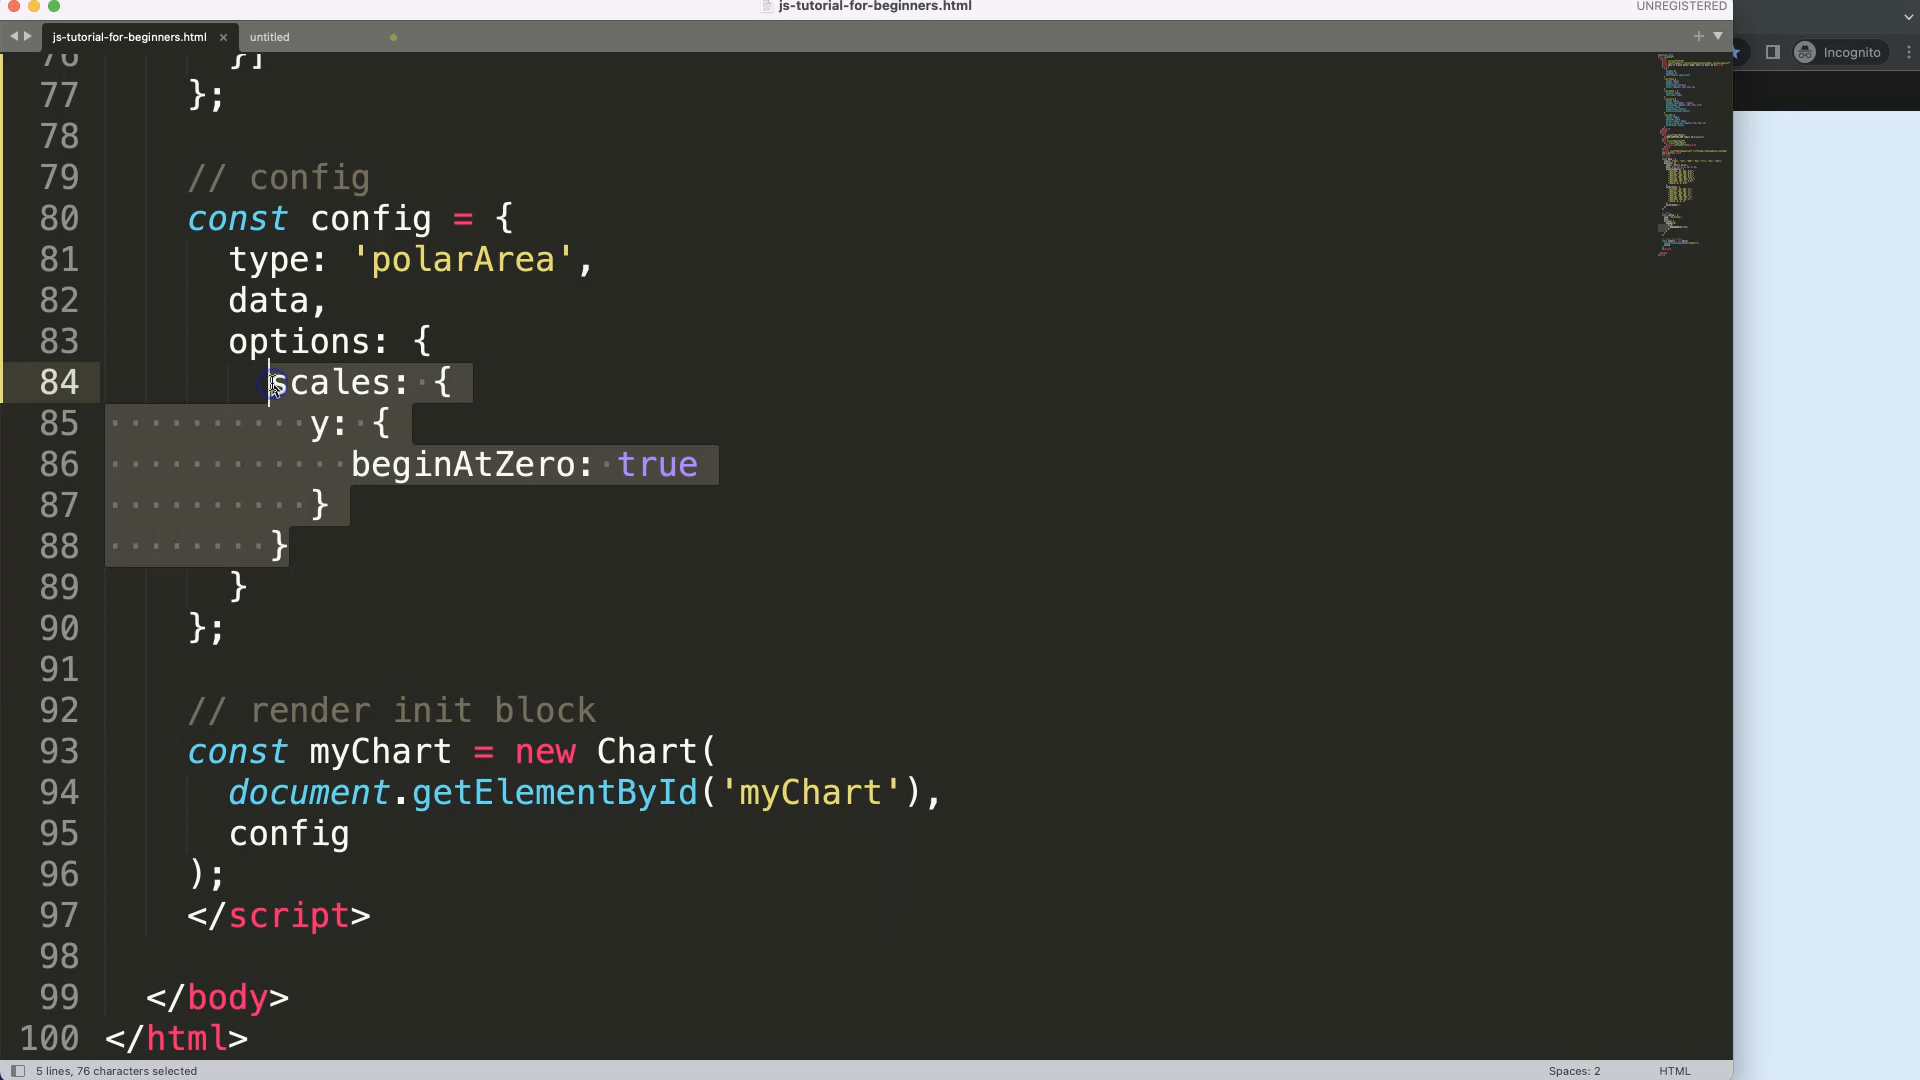 js-tutorial-for-beginners.html
UNREGISTERED
js-tutorial-for-beginners.html × untitled
Incognito
76 }]
77 };
78
79 // config
80 const config = {
81 type: 'polarArea',
82 data,
83 options: {
84 scales: {
85 y: {
86 beginAtZero: true
87 }
88 }
89 }
90 };
91
92 // render init block
93 const myChart = new Chart(
94 document.getElementById('myChart'),
95 config
96 );
97 </script>
98
99 </body>
100 </html>
5 lines, 76 characters selected
Spaces: 2
HTML